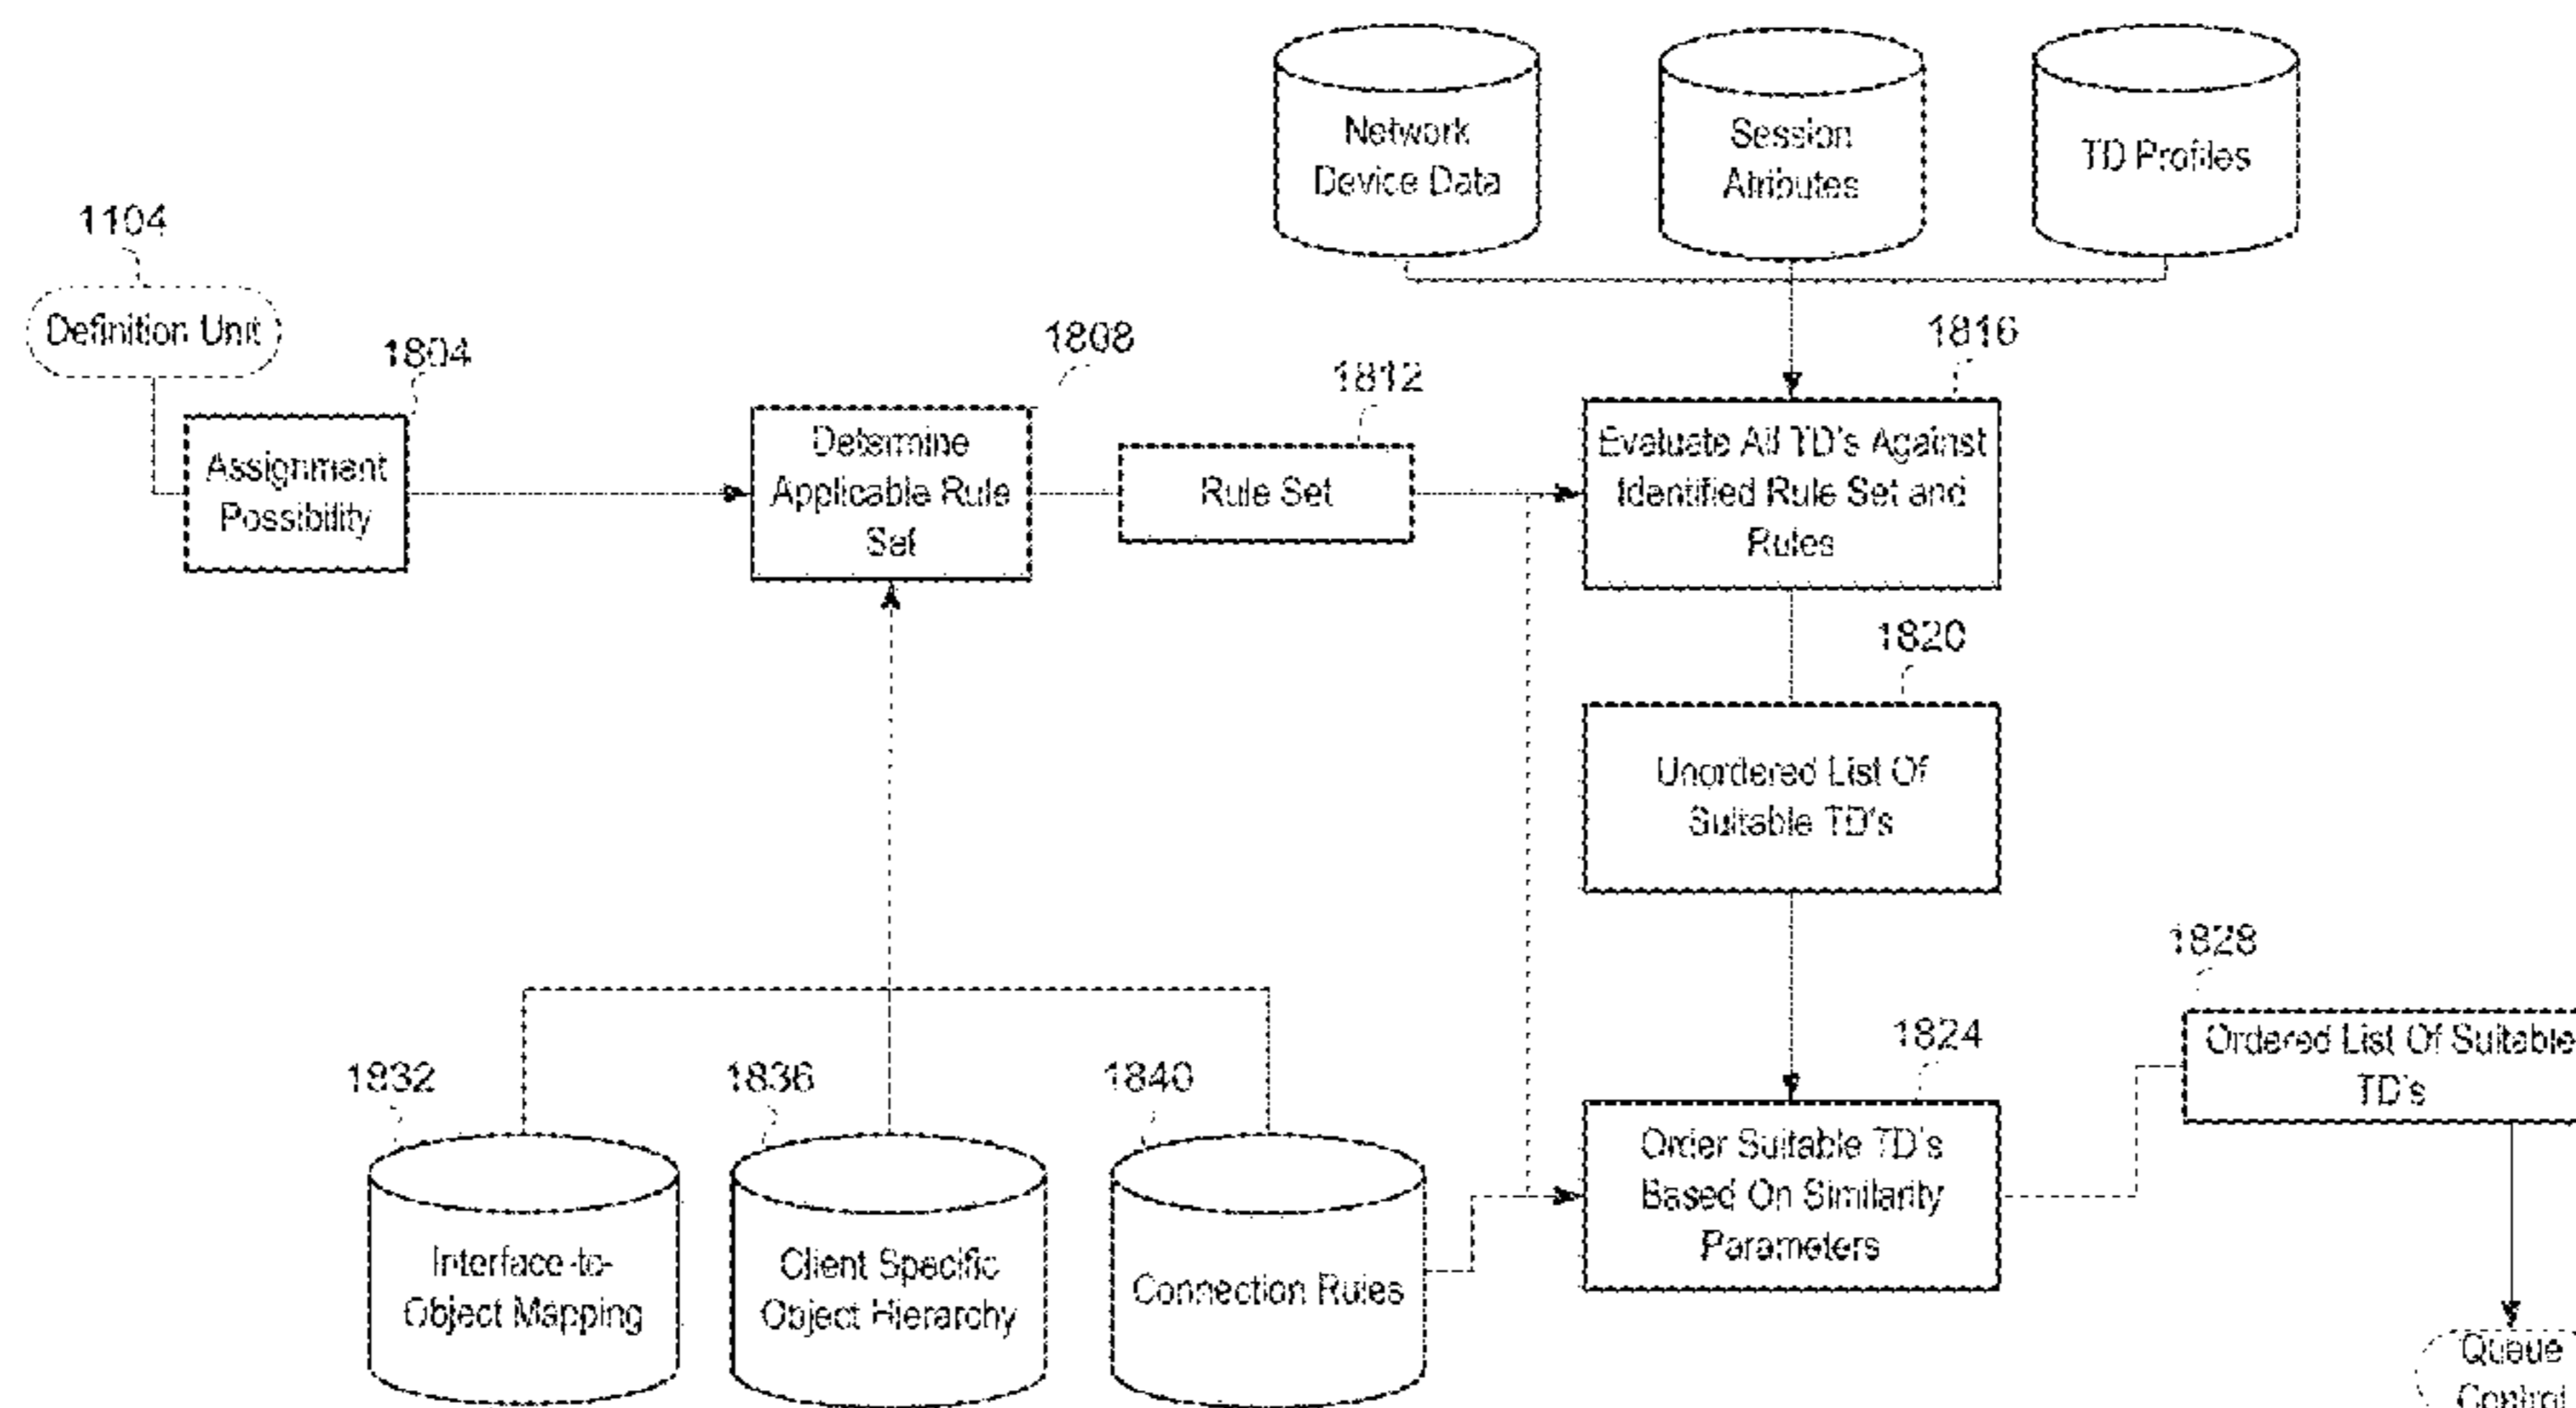 Network
Device Data
Session
Atributes
TD Profiles
1104
Definition Unit
1804
Assignment
Possibility
1808
Determine
Applicable Rule
Set
1812
Rule Set
1816
Evaluate All TD's Against
Identified Rule Set and
Rules
1820
Unordered List Of
Suitable TD's
1824
Order Suitable TD's
Based On Similarity
Parameters
1828
Ordered List Of Suitable
TD's
1832
Interface-to-
Object Mapping
1836
Client Specific
Object Hierarchy
1840
Connection Rules
Queue
Control